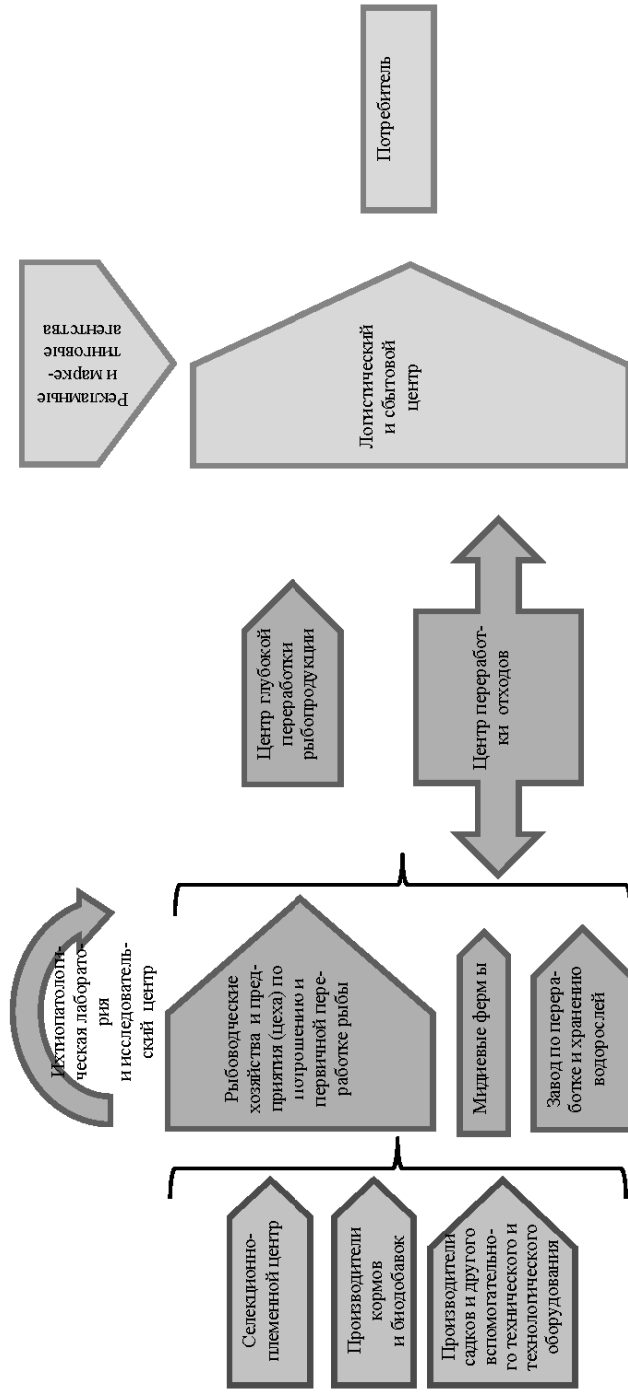 Селекционно-
племенной центр
Производители
кормов
и биодобавок
Производители
садков и другого
вспомогательно-
го технического и
технологического
оборудования
Ихтиопатологи-
ческая лаборато-
рия
и исследователь-
ский центр
Рыбоводческие
хозяйства и пред-
приятия (цеха) по
потрошению и
первичной пере-
работке рыбы
Мидиевые ферм ы
Завод по перера-
ботке и хранению
водорослей
Центр глубокой
переработки
рыбопродукции
Центр переработ-
ки отходов
Рекламные
и марке-
тинговые
агентства
Логистический
и сбытовой
центр
Потребитель